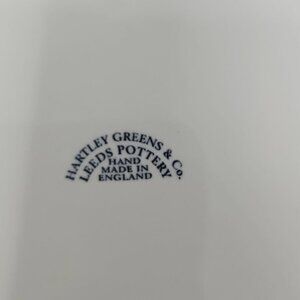 HARTLEY GREENS & Co.
LEEDS POTTERY
HAND
MADE IN
ENGLAND